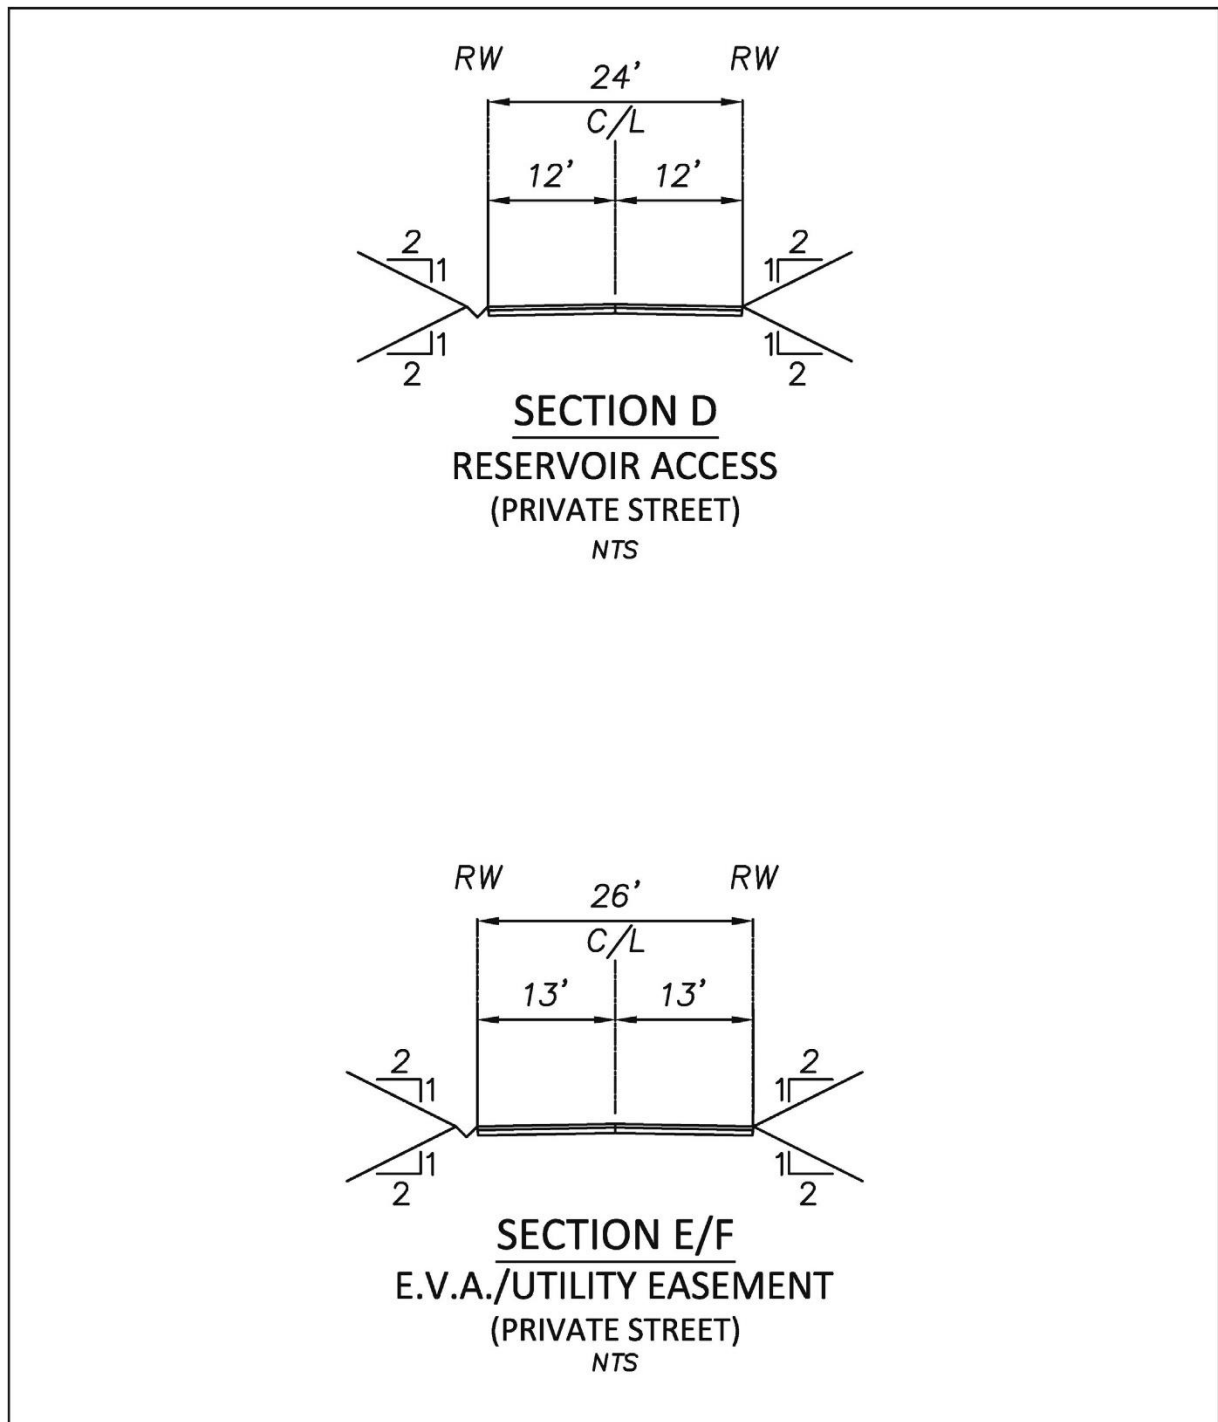 RW RW
24'
C/L
12' 12'
2 2
1 1
1 1
2 2
SECTION D
RESERVOIR ACCESS
(PRIVATE STREET)
NTS
RW RW
26'
C/L
13' 13'
2 2
1 1
1 1
2 2
SECTION E/F
E.V.A./UTILITY EASEMENT
(PRIVATE STREET)
NTS